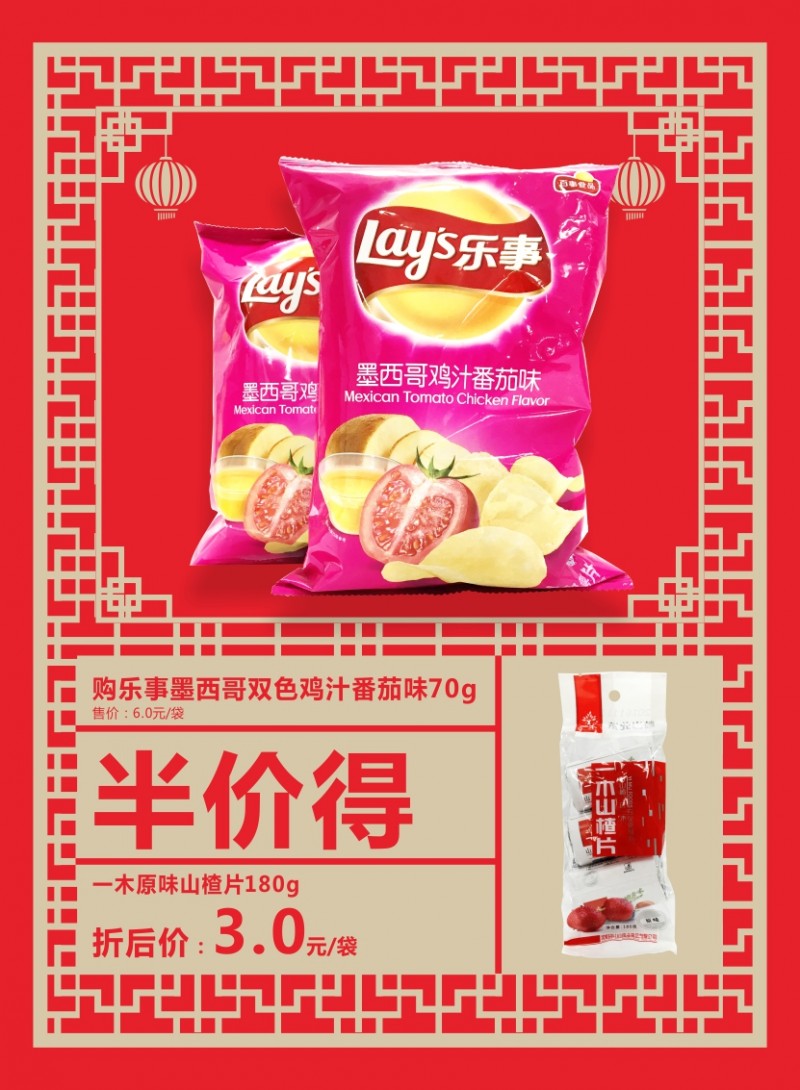 百事食品
Lay's乐事
Lay's
墨西哥鸡汁番茄味
Mexican Tomato Chicken Flavor
墨西哥鸡
Mexican Tomato
购乐事墨西哥双色鸡汁番茄味70g
售价：6.0元/袋
半价得
一木原味山楂片180g
折后价：3.0元/袋
一木山楂片